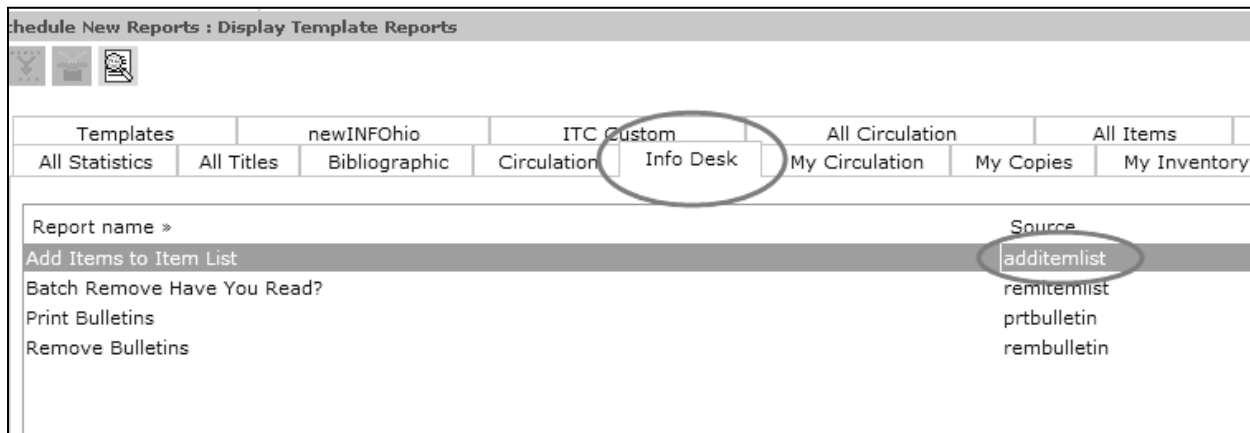 chedule New Reports : Display Template Reports
Templates newINFOhio ITC Custom All Circulation All Items
All Statistics All Titles Bibliographic Circulation Info Desk My Circulation My Copies My Inventory
Report name » Source
Add Items to Item List additemlist
Batch Remove Have You Read? remitemlist
Print Bulletins prtbulletin
Remove Bulletins rembulletin